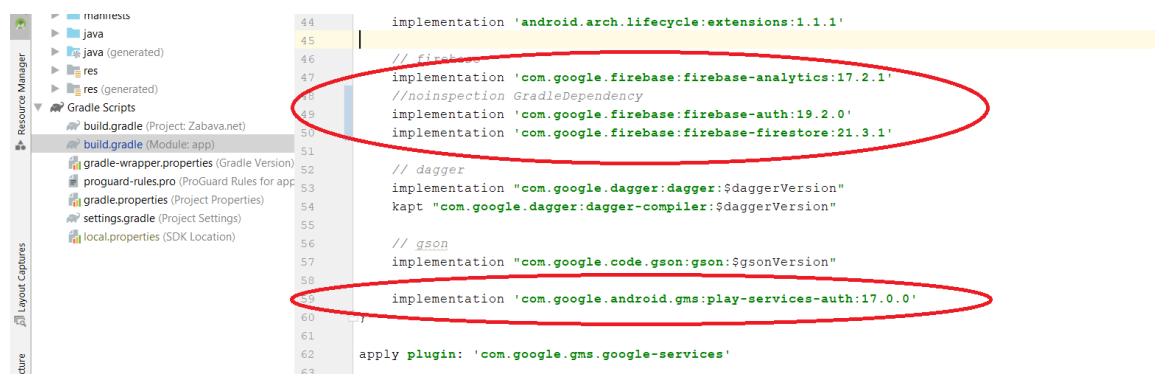 manifests
java
java (generated)
res
res (generated)
Gradle Scripts
build.gradle (Project: Zabava.net)
build.gradle (Module: app)
gradle-wrapper.properties (Gradle Version)
proguard-rules.pro (ProGuard Rules for app
gradle.properties (Project Properties)
settings.gradle (Project Settings)
local.properties (SDK Location)
Resource Manager
Layout Captures
44 implementation 'android.arch.lifecycle:extensions:1.1.1'
45
46 // firebase
47 implementation 'com.google.firebase:firebase-analytics:17.2.1'
48 //noinspection GradleDependency
49 implementation 'com.google.firebase:firebase-auth:19.2.0'
50 implementation 'com.google.firebase:firebase-firestore:21.3.1'
51
52 // dagger
53 implementation "com.google.dagger:dagger:$daggerVersion"
54 kapt "com.google.dagger:dagger-compiler:$daggerVersion"
55
56 // gson
57 implementation "com.google.code.gson:gson:$gsonVersion"
58
59 implementation 'com.google.android.gms:play-services-auth:17.0.0'
60 }
61
62 apply plugin: 'com.google.gms.google-services'
63